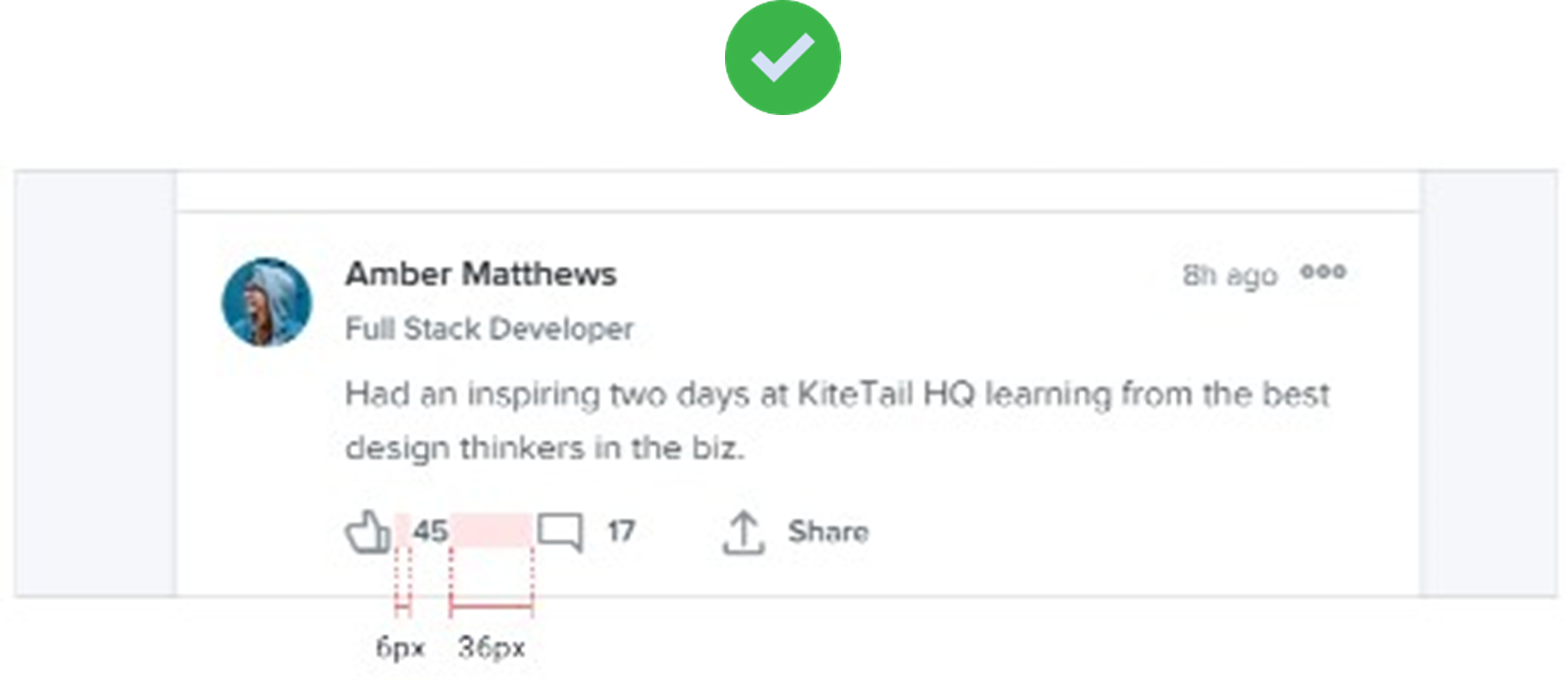 Amber Matthews
8h ago
Full Stack Developer
Had an inspiring two days at KiteTail HQ learning from the best
design thinkers in the biz.
45 17 Share
6px 36px